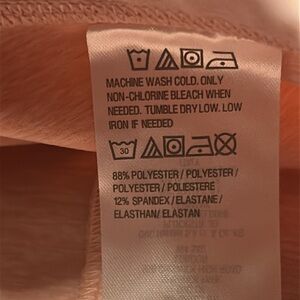 MACHINE WASH COLD. ONLY
NON-CHLORINE BLEACH WHEN
NEEDED. TUMBLE DRY LOW. LOW
IRON IF NEEDED
30
88% POLYESTER / POLYESTER /
POLYESTER / POLIESTERE
12% SPANDEX / ELASTANE /
ELASTHAN/ ELASTAN